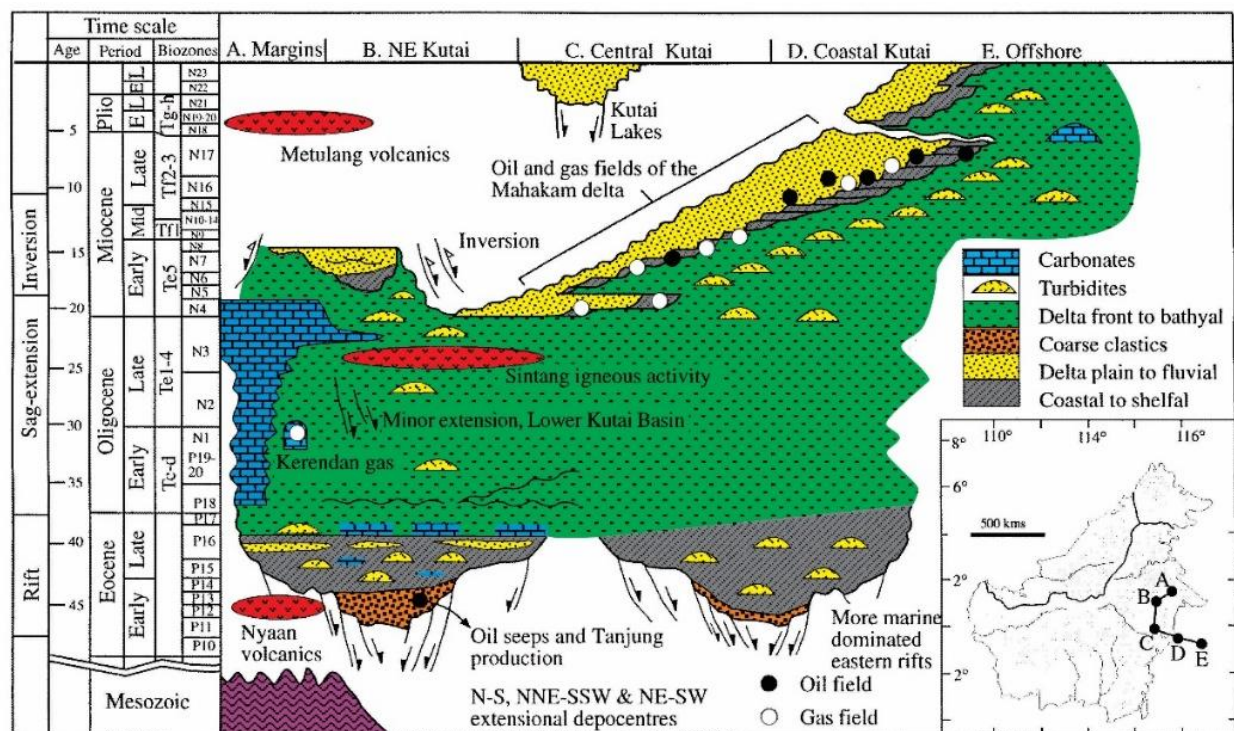 Time scale
Age
Period
Biozones
A. Margins
B. NE Kutai
C. Central Kutai
D. Coastal Kutai
E. Offshore
Inversion
Sag-extension
Rift
5
10
15
20
25
30
35
40
45
Plio
Miocene
Oligocene
Eocene
Mesozoic
L
E
L
Late
Mid
Early
Late
Early
Late
Early
Tg-h
Tf2-3
Tf1
Te5
Te1-4
Tc-d
N23
N22
N21
N19-20
N18
N17
N16
N15
N10-14
N9
N8
N7
N6
N5
N4
N3
N2
N1
P19-20
P18
P17
P16
P15
P14
P13
P12
P11
P10
Metulang volcanics
Kutai
Lakes
Oil and gas fields of the
Mahakam delta
Inversion
Sintang igneous activity
Minor extension, Lower Kutai Basin
Kerendan gas
Nyaan
volcanics
Oil seeps and Tanjung
production
More marine
dominated
eastern rifts
N-S, NNE-SSW & NE-SW
extensional depocentres
Oil field
Gas field
Carbonates
Turbidites
Delta front to bathyal
Coarse clastics
Delta plain to fluvial
Coastal to shelfal
110°
114°
116°
8°
6°
2°
2°
500 kms
A
B
C
D
E